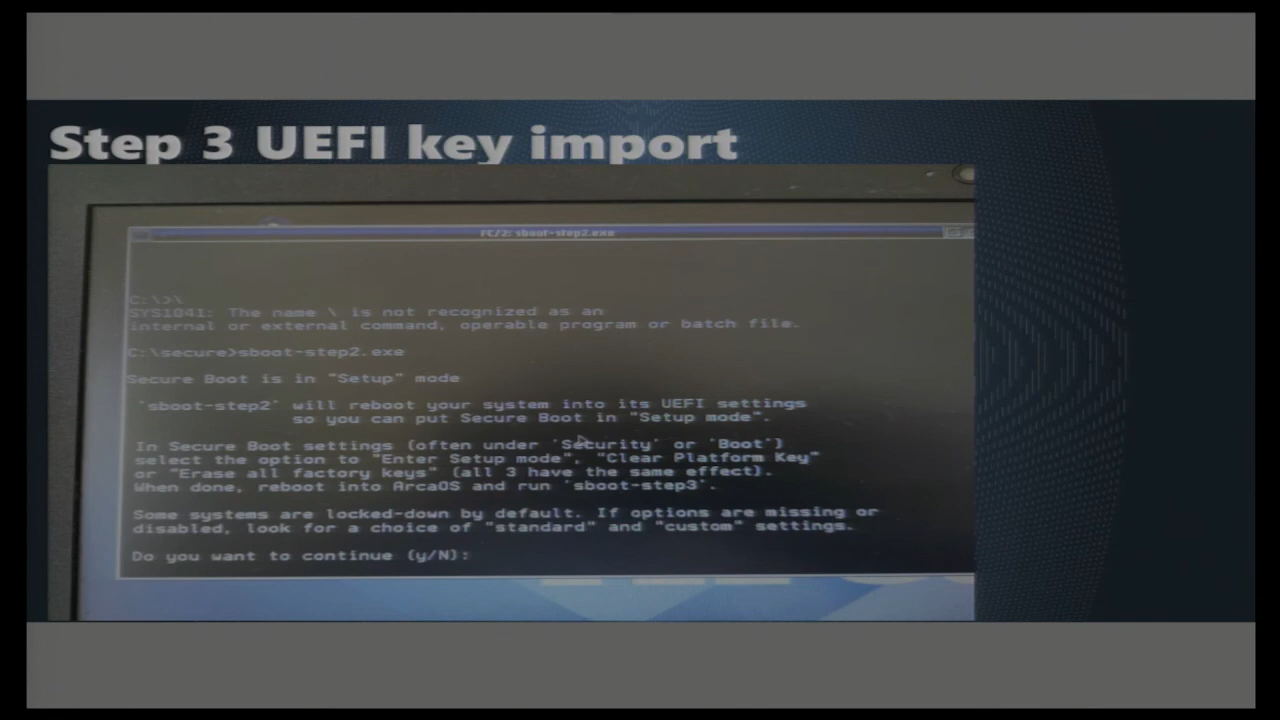 Step 3 UEFI key import
FC/2: sboot-step2.exe
C:\>\
SYS1041: The name \ is not recognized as an
internal or external command, operable program or batch file.
C:\secure>sboot-step2.exe
Secure Boot is in "Setup" mode
`sboot-step2` will reboot your system into its UEFI settings
so you can put Secure Boot in "Setup mode".
In Secure Boot settings (often under `Security` or `Boot`)
select the option to "Enter Setup mode", "Clear Platform Key"
or "Erase all factory keys" (all 3 have the same effect).
When done, reboot into ArcaOS and run `sboot-step3`.
Some systems are locked-down by default. If options are missing or
disabled, look for a choice of "standard" and "custom" settings.
Do you want to continue (y/N):